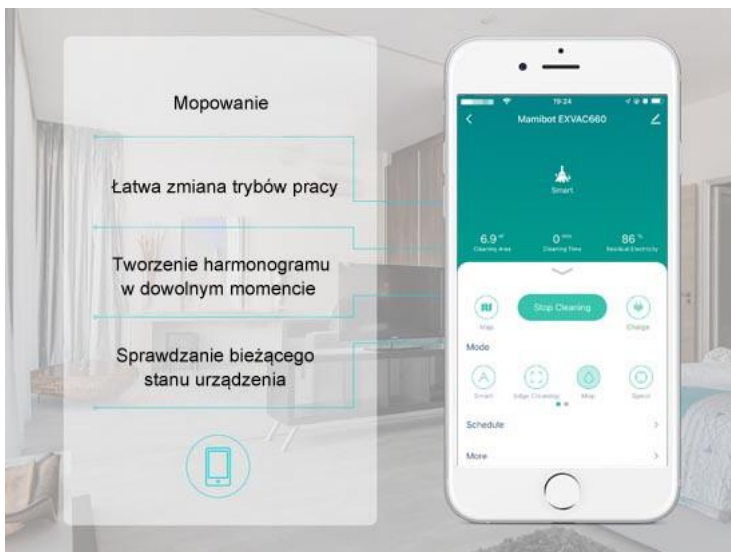 Mopowanie
Łatwa zmiana trybów pracy
Tworzenie harmonogramu
w dowolnym momencie
Sprawdzanie bieżącego
stanu urządzenia
19:24
Mamibot EXVAC660
Smart
6.9 m² 0 min 86 %
Cleaning Area Cleaning Time Residual Electricity
Stop Cleaning
Map Charge
Mode
Smart Edge Cleaning Mop Spiral
Schedule
More